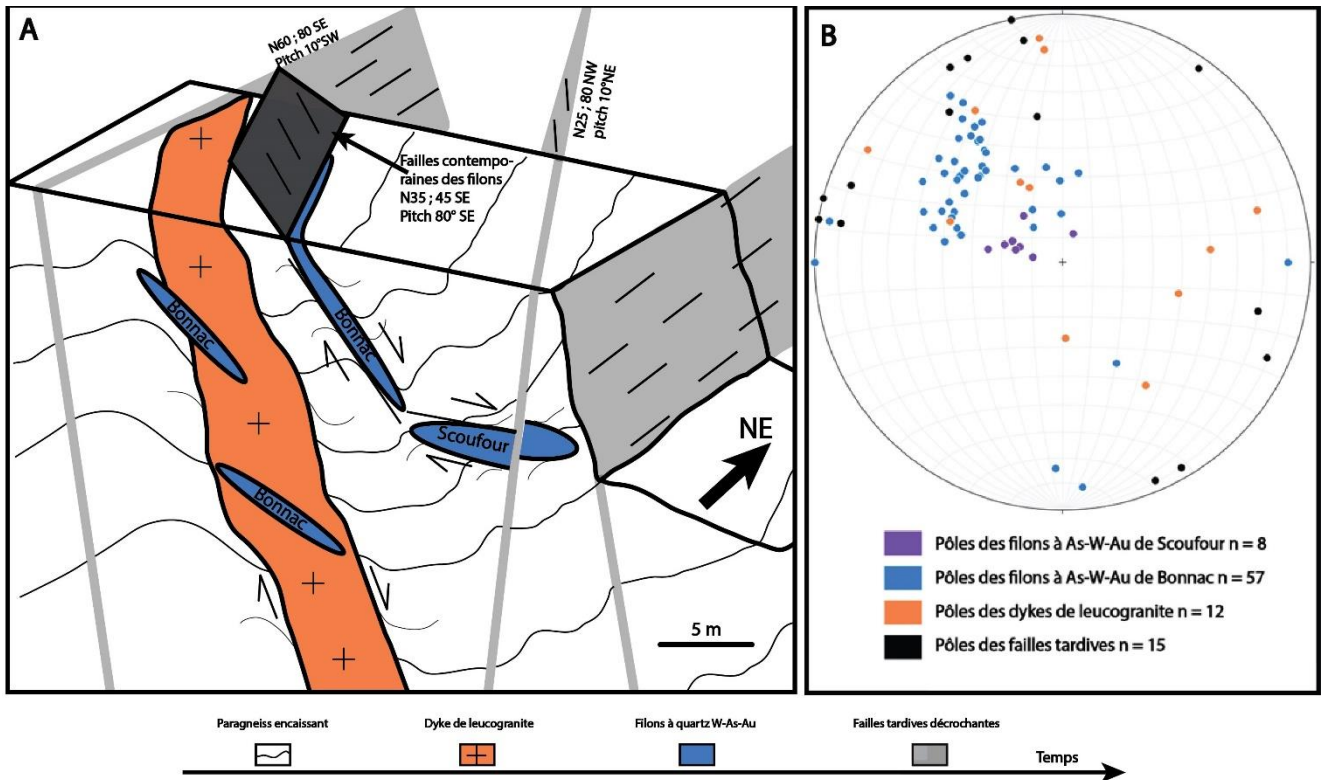 A
N60 ; 80 SE
Pitch 10°SW
N25 ; 80 NW
pitch 10°NE
Failles contempo-
raines des filons
N35 ; 45 SE
Pitch 80° SE
Bonnac
Bonnac
Scoufour
Bonnac
NE
5 m
B
Pôles des filons à As-W-Au de Scoufour n = 8
Pôles des filons à As-W-Au de Bonnac n = 57
Pôles des dykes de leucogranite n = 12
Pôles des failles tardives n = 15
Paragneiss encaissant
Dyke de leucogranite
Filons à quartz W-As-Au
Failles tardives décrochantes
Temps